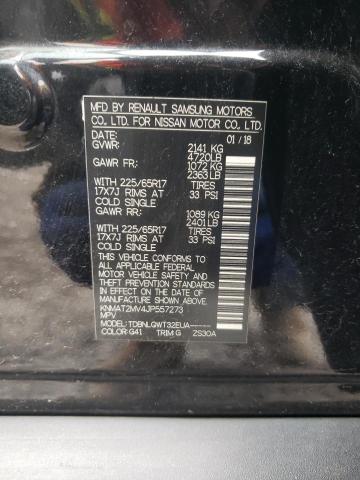 MFD BY RENAULT SAMSUNG MOTORS
CO., LTD. FOR NISSAN MOTOR CO., LTD.
DATE: 01/18
GVWR: 2141 KG
4720LB
GAWR FR: 1072 KG
2363LB
WITH 225/65R17 TIRES
17X7J RIMS AT 33 PSI
COLD SINGLE
GAWR RR: 1089 KG
2401LB
WITH 225/65R17 TIRES
17X7J RIMS AT 33 PSI
COLD SINGLE
THIS VEHICLE CONFORMS TO ALL APPLICABLE
FEDERAL MOTOR VEHICLE SAFETY, BUMPER,
AND THEFT PREVENTION STANDARDS
IN EFFECT ON THE DATE OF
MANUFACTURE SHOWN ABOVE.
KNMAT2MV4JP557273
MPV
MODEL: TDBNLQWT32EUA-----
COLOR: G41 TRIM: G ZS30A